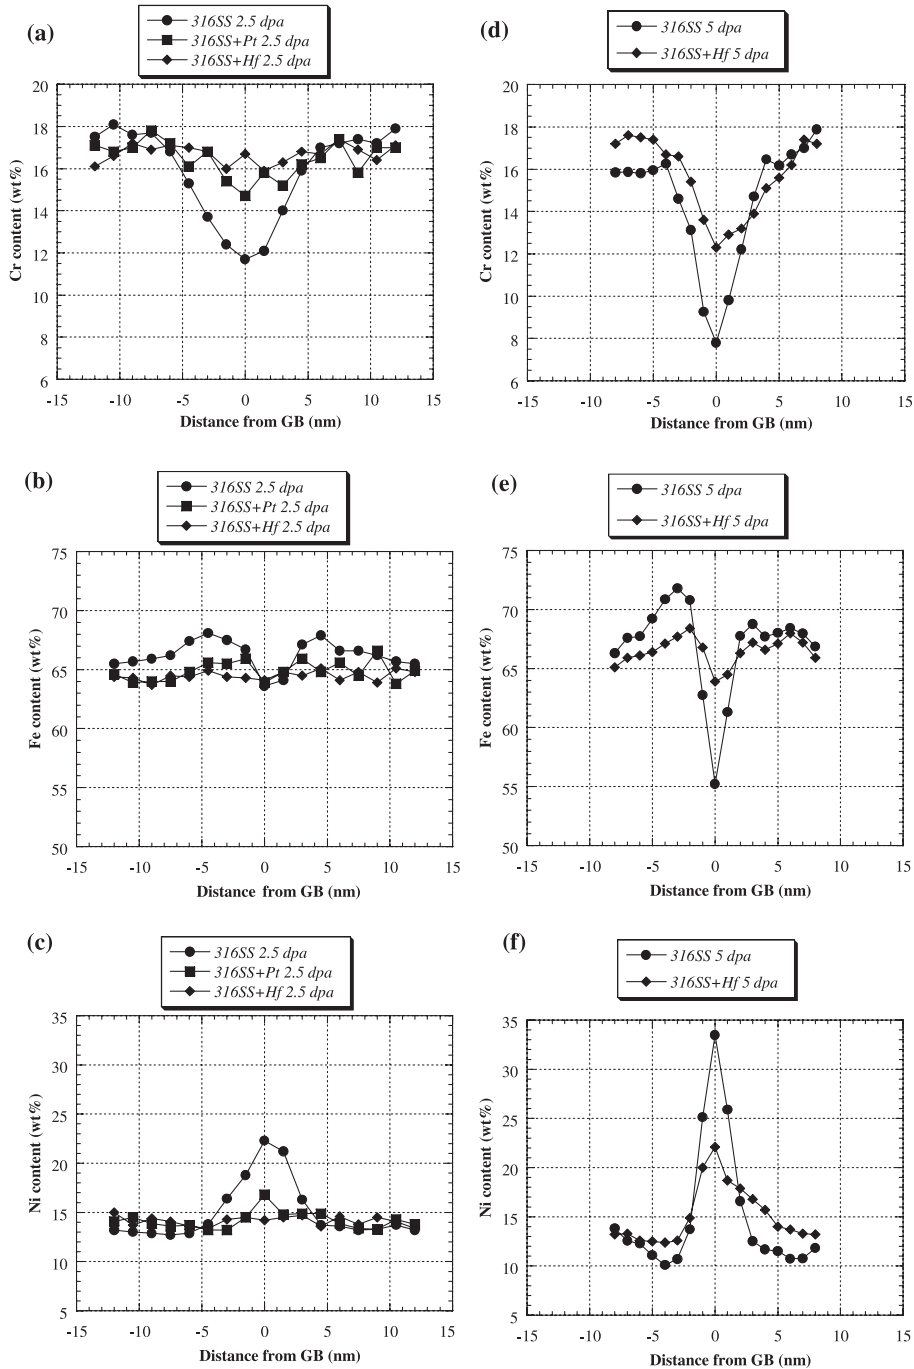 (a)
316SS 2.5 dpa
316SS+Pt 2.5 dpa
316SS+Hf 2.5 dpa
Cr content (wt%)
20
18
16
14
12
10
8
6
-15 -10 -5 0 5 10 15
Distance from GB (nm)
(d)
316SS 5 dpa
316SS+Hf 5 dpa
Cr content (wt%)
20
18
16
14
12
10
8
6
-15 -10 -5 0 5 10 15
Distance from GB (nm)
(b)
316SS 2.5 dpa
316SS+Pt 2.5 dpa
316SS+Hf 2.5 dpa
Fe content (wt%)
75
70
65
60
55
50
-15 -10 -5 0 5 10 15
Distance from GB (nm)
(e)
316SS 5 dpa
316SS+Hf 5 dpa
Fe content (wt%)
75
70
65
60
55
50
-15 -10 -5 0 5 10 15
Distance from GB (nm)
(c)
316SS 2.5 dpa
316SS+Pt 2.5 dpa
316SS+Hf 2.5 dpa
Ni content (wt%)
35
30
25
20
15
10
5
-15 -10 -5 0 5 10 15
Distance from GB (nm)
(f)
316SS 5 dpa
316SS+Hf 5 dpa
Ni content (wt%)
35
30
25
20
15
10
5
-15 -10 -5 0 5 10 15
Distance from GB (nm)